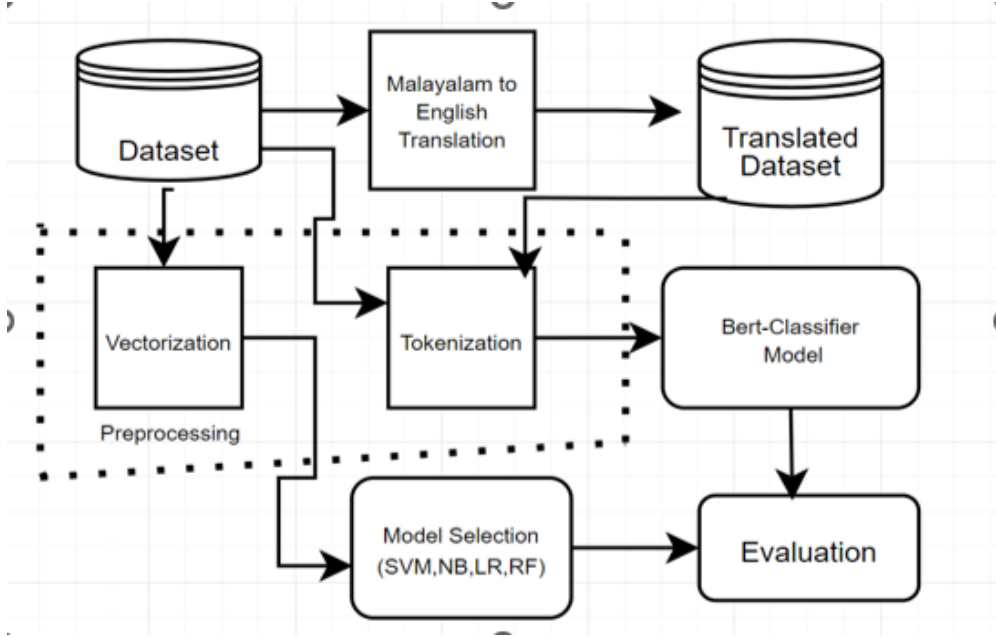 Dataset
Malayalam to
English
Translation
Translated
Dataset
Vectorization
Tokenization
Bert-Classifier
Model
Preprocessing
Model Selection
(SVM,NB,LR,RF)
Evaluation